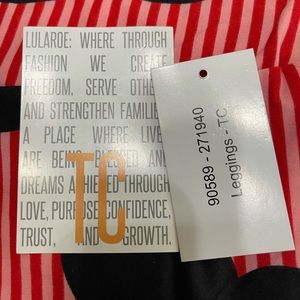 LULAROE: WHERE THROUGH
FASHION WE CREATE
FREEDOM, SERVE OTHE
AND STRENGTHEN FAMILIE
A PLACE WHERE LIVE
ARE BEING BLESSED AND
DREAMS ACHIEVED THROUGH
LOVE, PURPOSE, CONFIDENCE,
TRUST, AND GROWTH.
TC
90589 - 271940
Leggings - TC